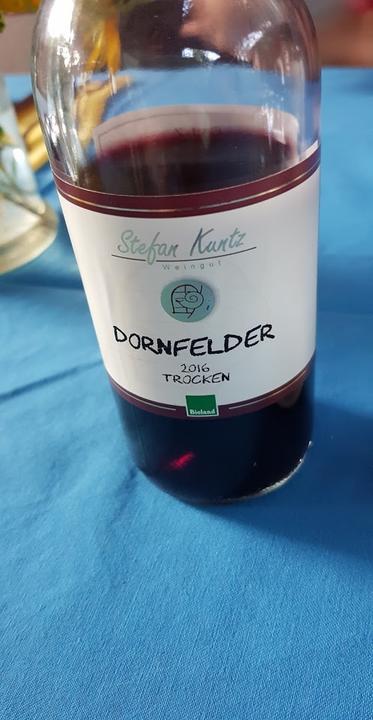 Stefan Kuntz
Weingut
DORNFELDER
2016
TROCKEN
Bioland